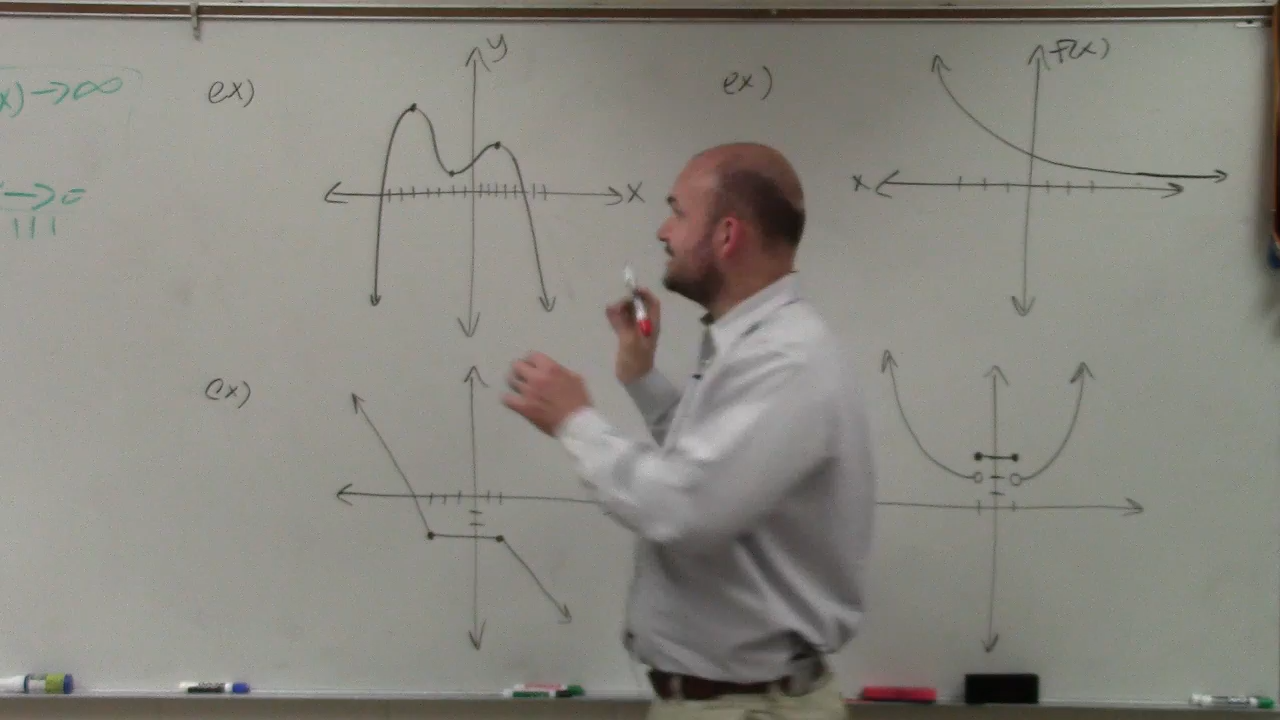 x) → ∞
→
ex)
y
x
ex)
f(x)
x
ex)